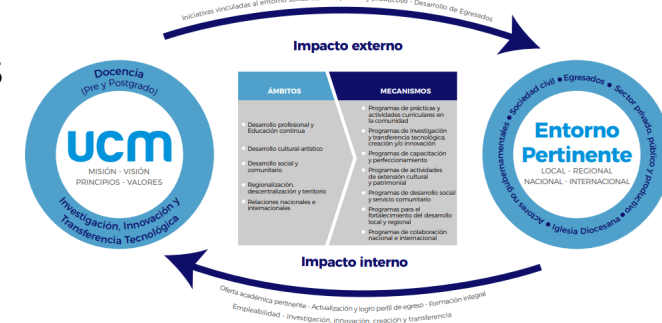 Iniciativas vinculadas al entorno social
- Desarrollo de Egresados
Impacto externo
Docencia
(Pre y Postgrado)
ucm
MISIÓN - VISIÓN
PRINCIPIOS - VALORES
Investigación, Innovación y
Transferencia Tecnológica
ÁMBITOS
Desarrollo profesional y
Educación continua
Desarrollo cultural-artístico
Desarrollo social y
comunitario
Regionalización,
descentralización y territorio
Relaciones nacionales e
internacionales
MECANISMOS
Programas de prácticas y
actividades curriculares en
la comunidad
Programas de investigación
y transferencia tecnológica,
creación y/o innovación
Programas de capacitación
y perfeccionamiento
Programas de actividades
de extensión cultural
y patrimonial
Programas de desarrollo social
y servicio comunitario
Programas para el
fortalecimiento del desarrollo
local y regional
Programas de colaboración
nacional e internacional
Actores no gubernamentales • Sociedad civil • Egresados • Sector privado, público y productivo • Iglesia Diocesana •
Entorno
Pertinente
LOCAL - REGIONAL
NACIONAL - INTERNACIONAL
Impacto interno
Oferta académica pertinente - Actualización y logro perfil de egreso - Formación integral
Empleabilidad - Investigación, innovación, creación y transferencia